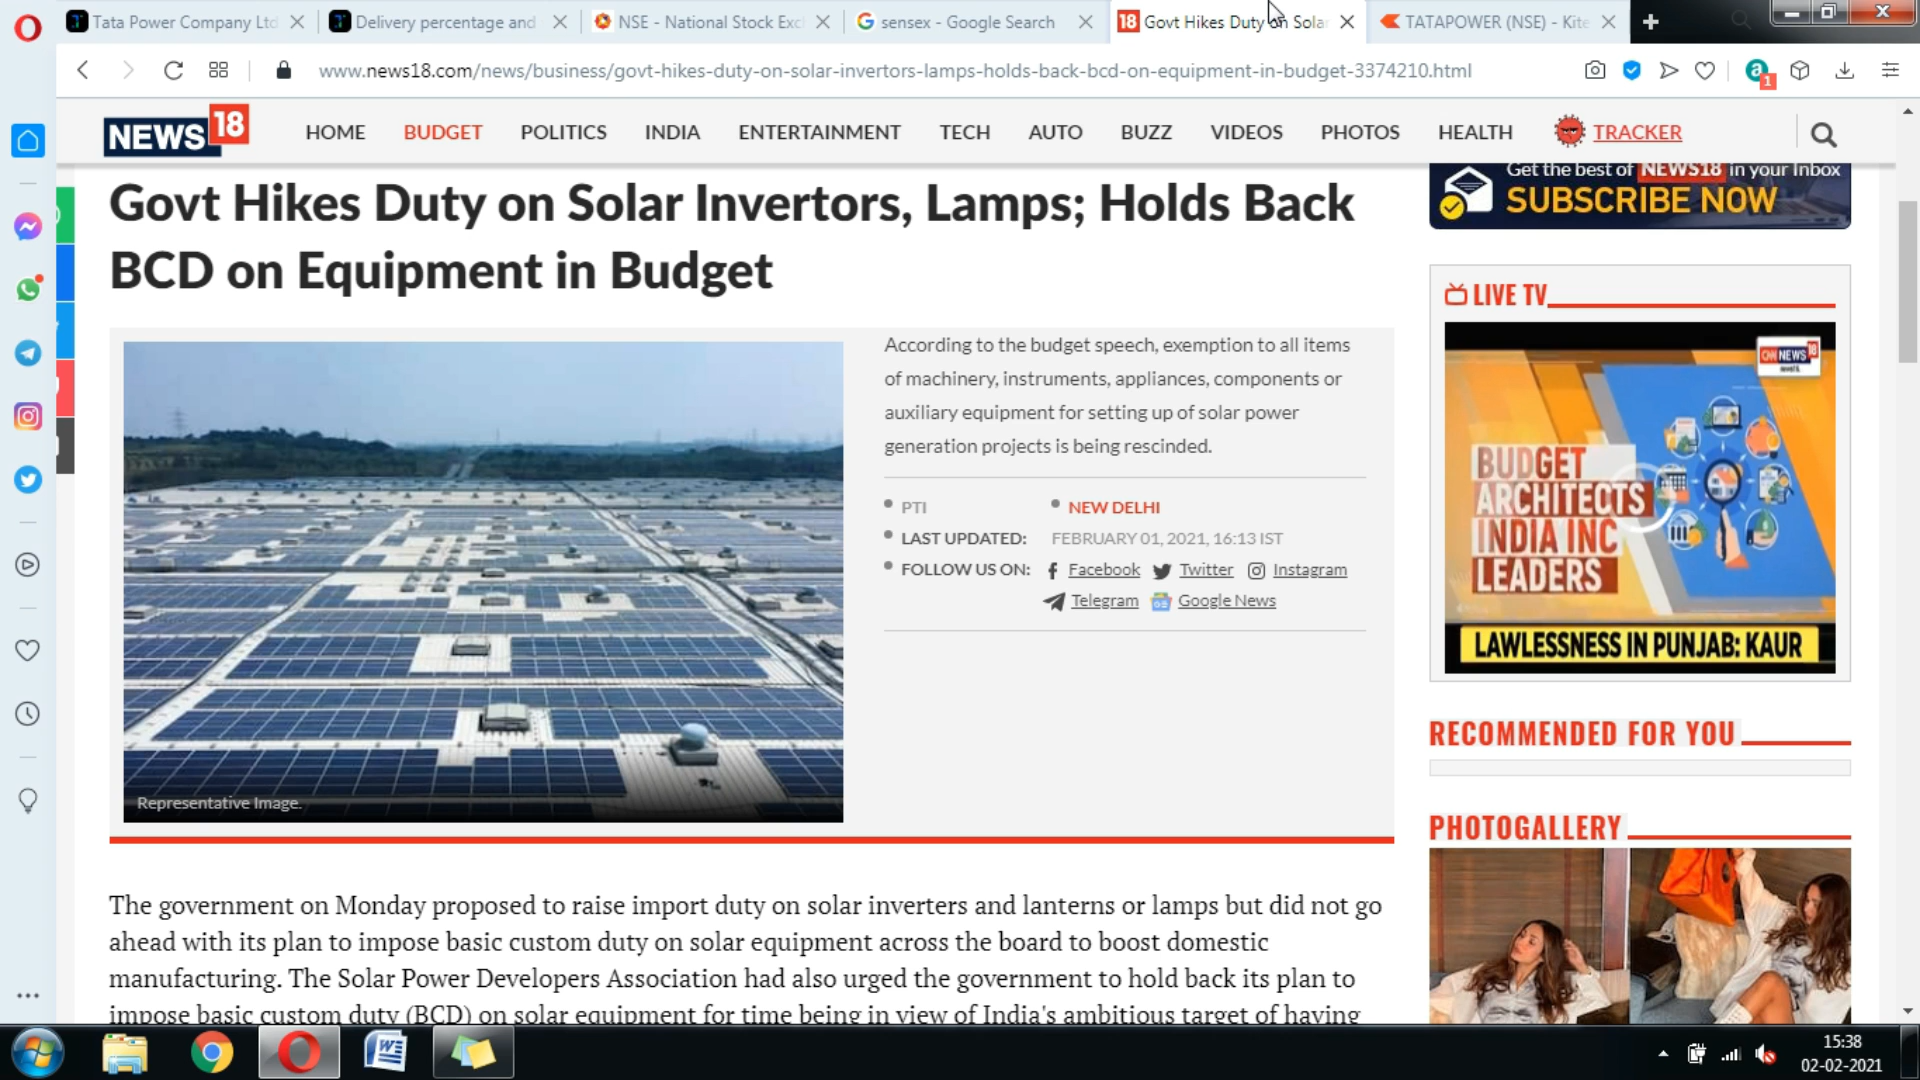 Tata Power Company Ltd
Delivery percentage and
NSE - National Stock Exc
sensex - Google Search
18 Govt Hikes Duty on Solar
TATAPOWER (NSE) - Kite
www.news18.com/news/business/govt-hikes-duty-on-solar-invertors-lamps-holds-back-bcd-on-equipment-in-budget-3374210.html
a 1
NEWS 18
HOME BUDGET POLITICS INDIA ENTERTAINMENT TECH AUTO BUZZ VIDEOS PHOTOS HEALTH TRACKER
Govt Hikes Duty on Solar Invertors, Lamps; Holds Back
BCD on Equipment in Budget
According to the budget speech, exemption to all items
of machinery, instruments, appliances, components or
auxiliary equipment for setting up of solar power
generation projects is being rescinded.
PTI NEW DELHI
LAST UPDATED: FEBRUARY 01, 2021, 16:13 IST
FOLLOW US ON: Facebook Twitter Instagram
Telegram Google News
Representative Image.
The government on Monday proposed to raise import duty on solar inverters and lanterns or lamps but did not go
ahead with its plan to impose basic custom duty on solar equipment across the board to boost domestic
manufacturing. The Solar Power Developers Association had also urged the government to hold back its plan to
impose basic custom duty (BCD) on solar equipment for time being in view of India's ambitious target of having
Get the best of NEWS18 in your Inbox
SUBSCRIBE NOW
LIVE TV
CNN NEWS 18
BUDGET
ARCHITECTS
INDIA INC
LEADERS
LAWLESSNESS IN PUNJAB: KAUR
RECOMMENDED FOR YOU
PHOTOGALLERY
15:38
02-02-2021